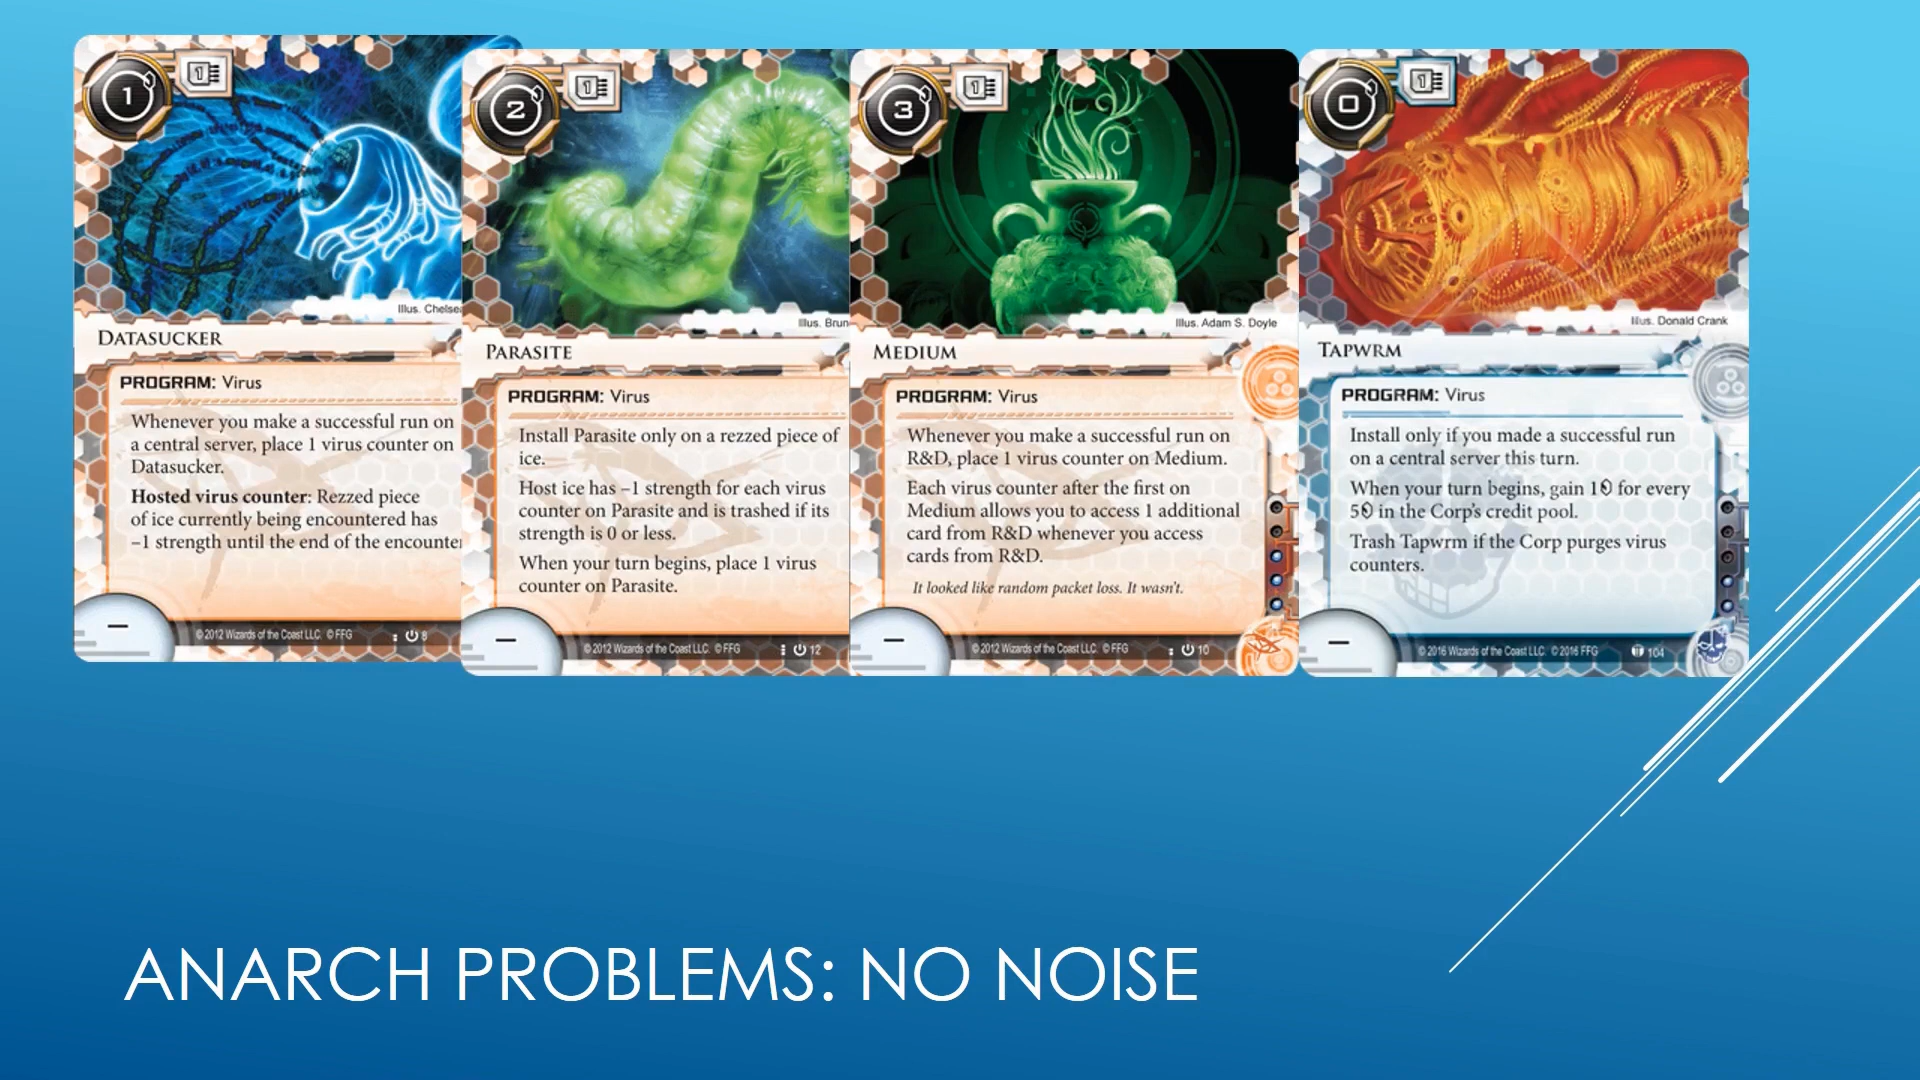 1
1
Illus. Chelsea
DATASUCKER
PROGRAM: Virus
Whenever you make a successful run on
a central server, place 1 virus counter on
Datasucker.
Hosted virus counter: Rezzed piece
of ice currently being encountered has
–1 strength until the end of the encounter
–
© 2012 Wizards of the Coast LLC. © FFG
8
2
1
Illus. Brun
PARASITE
PROGRAM: Virus
Install Parasite only on a rezzed piece of
ice.
Host ice has –1 strength for each virus
counter on Parasite and is trashed if its
strength is 0 or less.
When your turn begins, place 1 virus
counter on Parasite.
–
© 2012 Wizards of the Coast LLC. © FFG
12
3
1
Illus. Adam S. Doyle
MEDIUM
PROGRAM: Virus
Whenever you make a successful run on
R&D, place 1 virus counter on Medium.
Each virus counter after the first on
Medium allows you to access 1 additional
card from R&D whenever you access
cards from R&D.
It looked like random packet loss. It wasn't.
–
© 2012 Wizards of the Coast LLC. © FFG
10
0
1
Illus. Donald Crank
TAPWRM
PROGRAM: Virus
Install only if you made a successful run
on a central server this turn.
When your turn begins, gain 1 for every
5 in the Corp's credit pool.
Trash Tapwrm if the Corp purges virus
counters.
–
© 2016 Wizards of the Coast LLC. © 2016 FFG
104
ANARCH PROBLEMS: NO NOISE